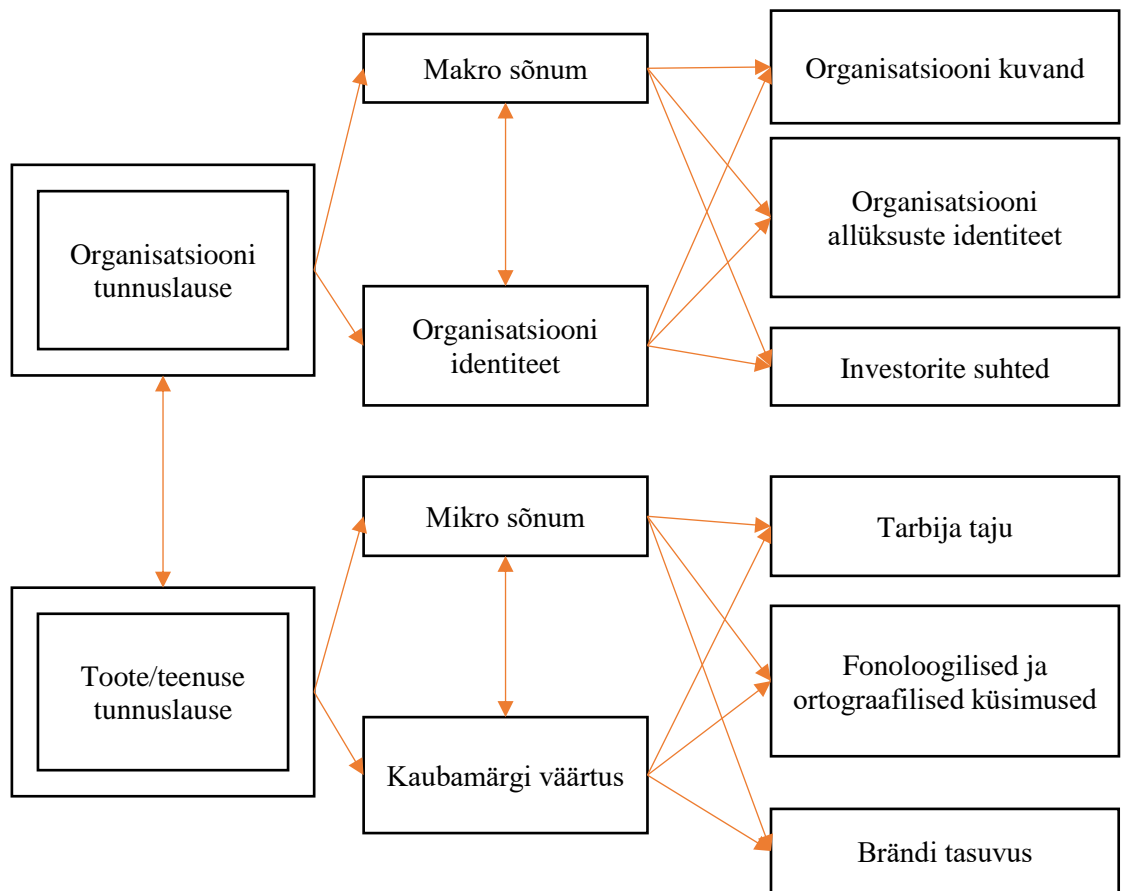 Makro sõnum
Organisatsiooni kuvand
Organisatsiooni
tunnuslause
Organisatsiooni
allüksuste identiteet
Organisatsiooni
identiteet
Investorite suhted
Mikro sõnum
Tarbija taju
Toote/teenuse
tunnuslause
Fonoloogilised ja
ortograafilised küsimused
Kaubamärgi väärtus
Brändi tasuvus